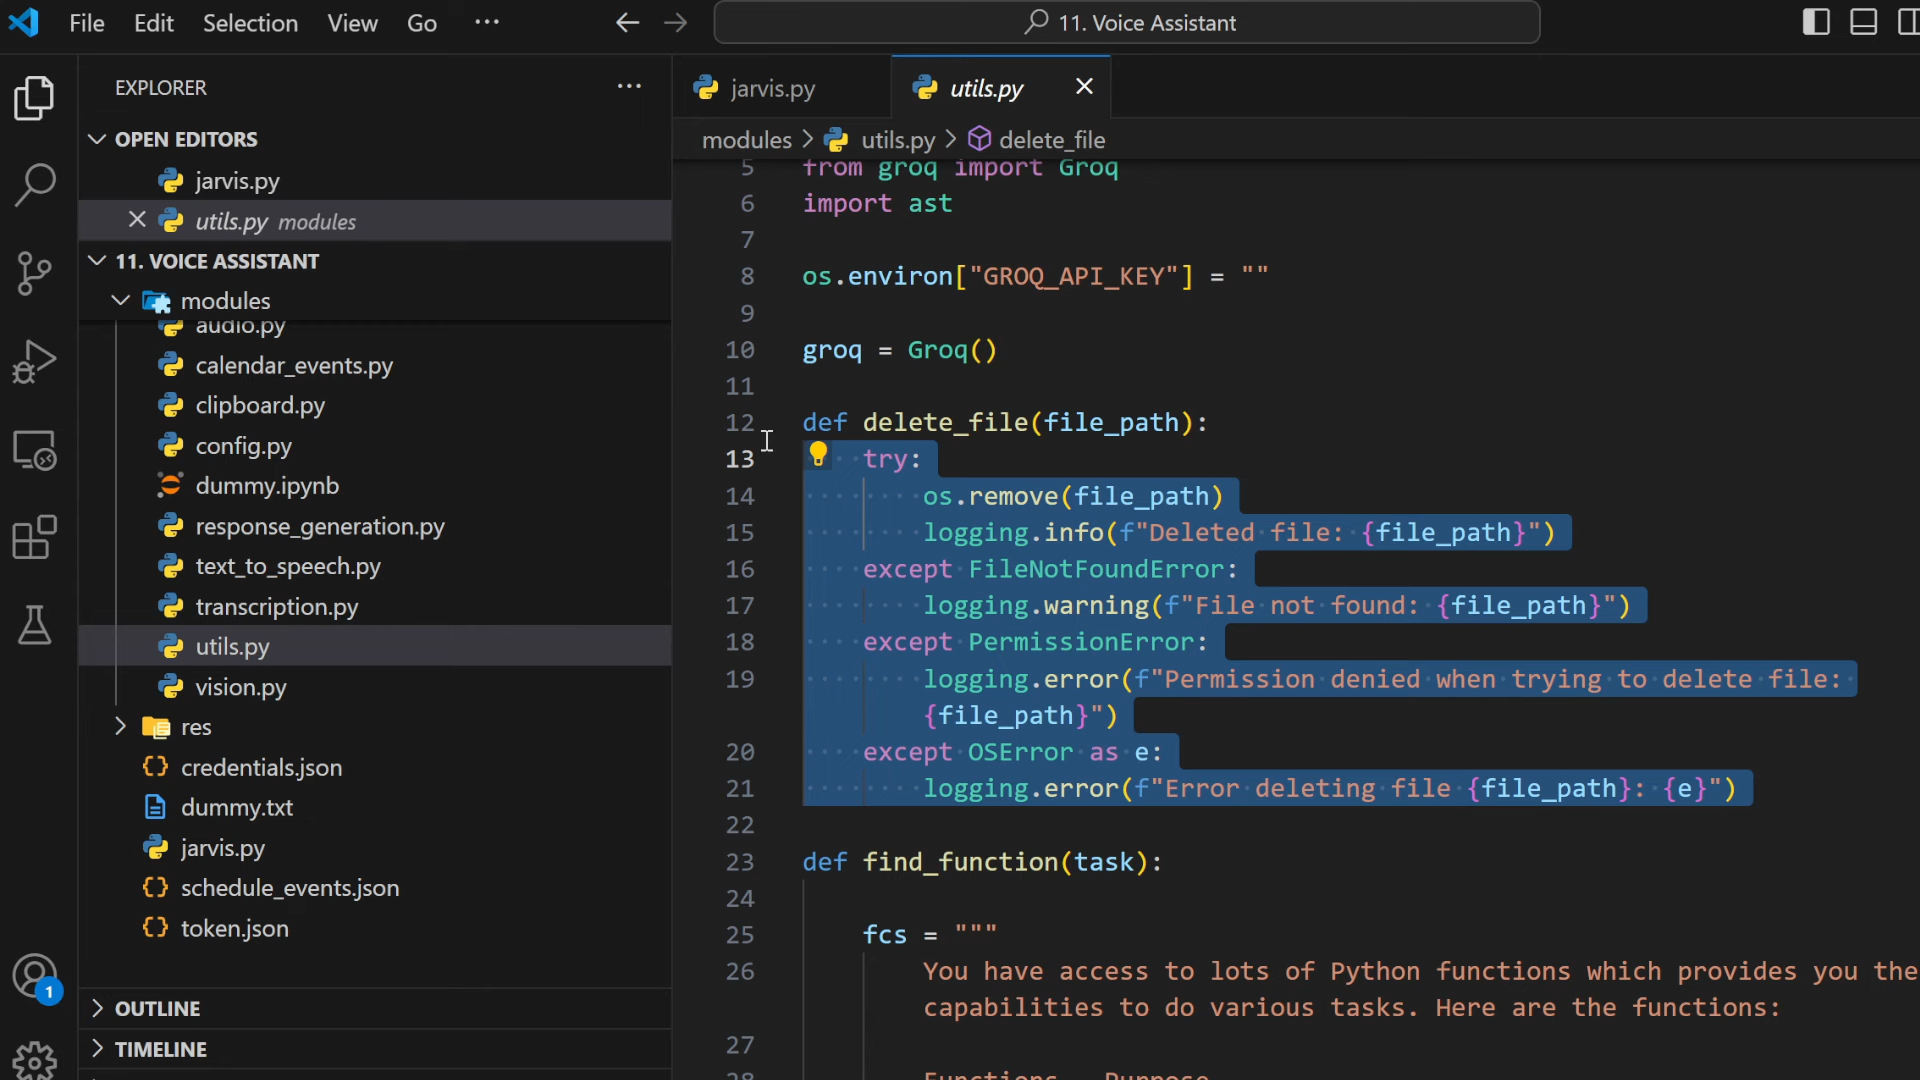 File Edit Selection View Go ···
11. Voice Assistant
EXPLORER
OPEN EDITORS
jarvis.py
utils.py modules
11. VOICE ASSISTANT
modules
audio.py
calendar_events.py
clipboard.py
config.py
dummy.ipynb
response_generation.py
text_to_speech.py
transcription.py
utils.py
vision.py
res
credentials.json
dummy.txt
jarvis.py
schedule_events.json
token.json
1
OUTLINE
TIMELINE
jarvis.py utils.py
modules > utils.py > delete_file
5 from groq import Groq
6 import ast
7
8 os.environ["GROQ_API_KEY"] = ""
9
10 groq = Groq()
11
12 def delete_file(file_path):
13 try:
14 os.remove(file_path)
15 logging.info(f"Deleted file: {file_path}")
16 except FileNotFoundError:
17 logging.warning(f"File not found: {file_path}")
18 except PermissionError:
19 logging.error(f"Permission denied when trying to delete file:
{file_path}")
20 except OSError as e:
21 logging.error(f"Error deleting file {file_path}: {e}")
22
23 def find_function(task):
24
25 fcs = """
26 You have access to lots of Python functions which provides you the
capabilities to do various tasks. Here are the functions:
27
28 Functions Purpose